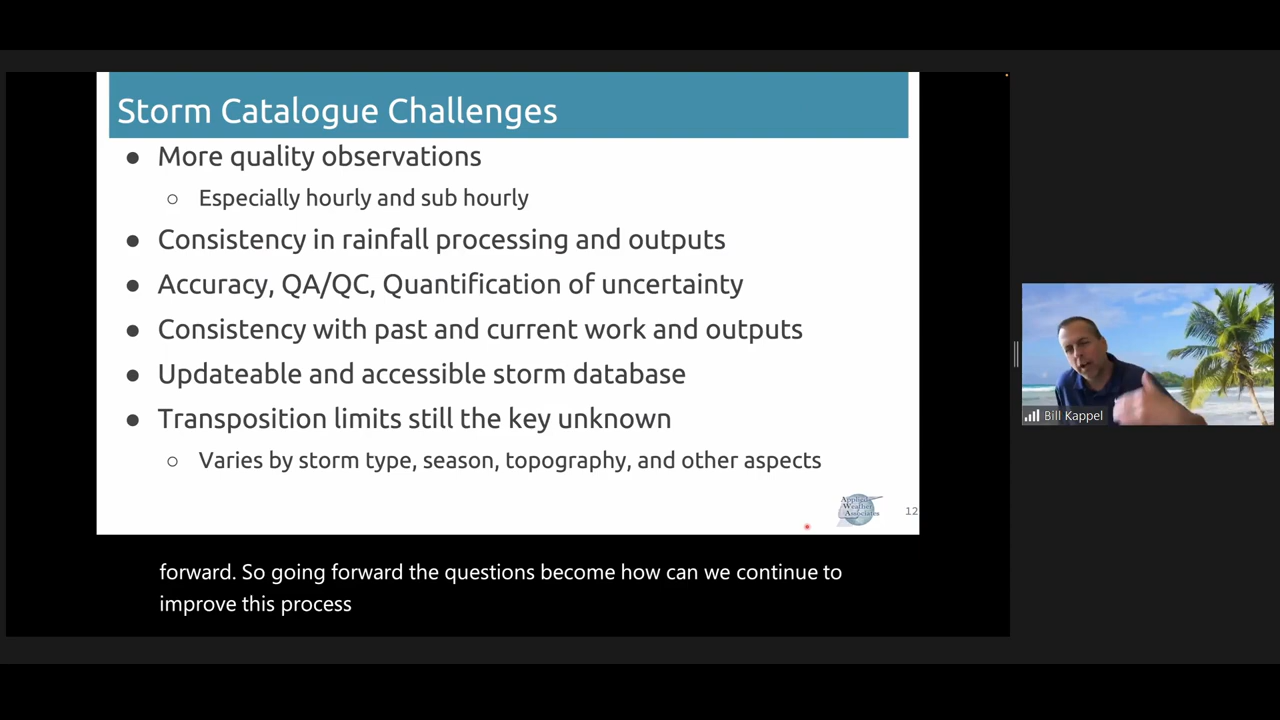 Storm Catalogue Challenges
● More quality observations
○ Especially hourly and sub hourly
● Consistency in rainfall processing and outputs
● Accuracy, QA/QC, Quantification of uncertainty
● Consistency with past and current work and outputs
● Updateable and accessible storm database
● Transposition limits still the key unknown
○ Varies by storm type, season, topography, and other aspects
Applied
Weather
Associates
12
Bill Kappel
forward. So going forward the questions become how can we continue to
improve this process